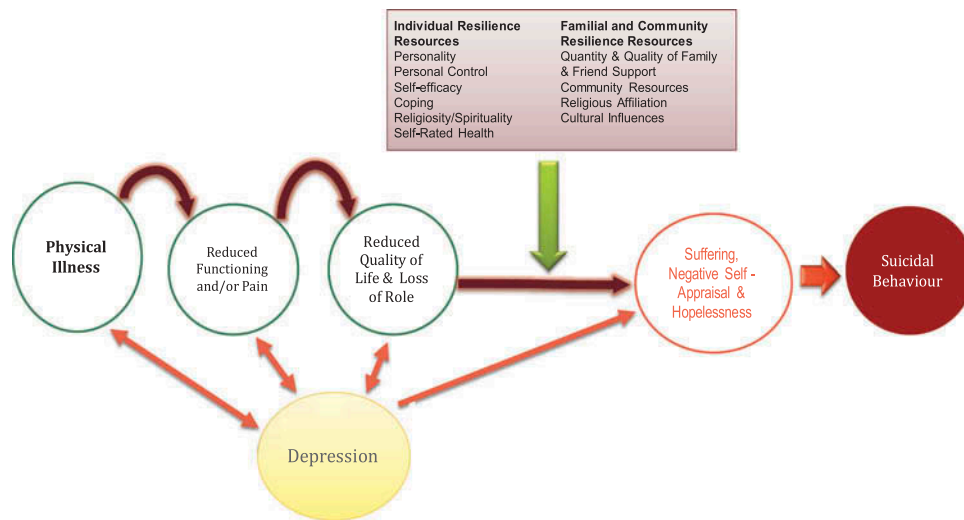 Individual Resilience
Resources
Personality
Personal Control
Self-efficacy
Coping
Religiosity/Spirituality
Self-Rated Health
Familial and Community
Resilience Resources
Quantity & Quality of Family
& Friend Support
Community Resources
Religious Affiliation
Cultural Influences
Physical
Illness
Reduced
Functioning
and/or Pain
Reduced
Quality of
Life & Loss
of Role
Suffering,
Negative Self -
Appraisal &
Hopelessness
Suicidal
Behaviour
Depression